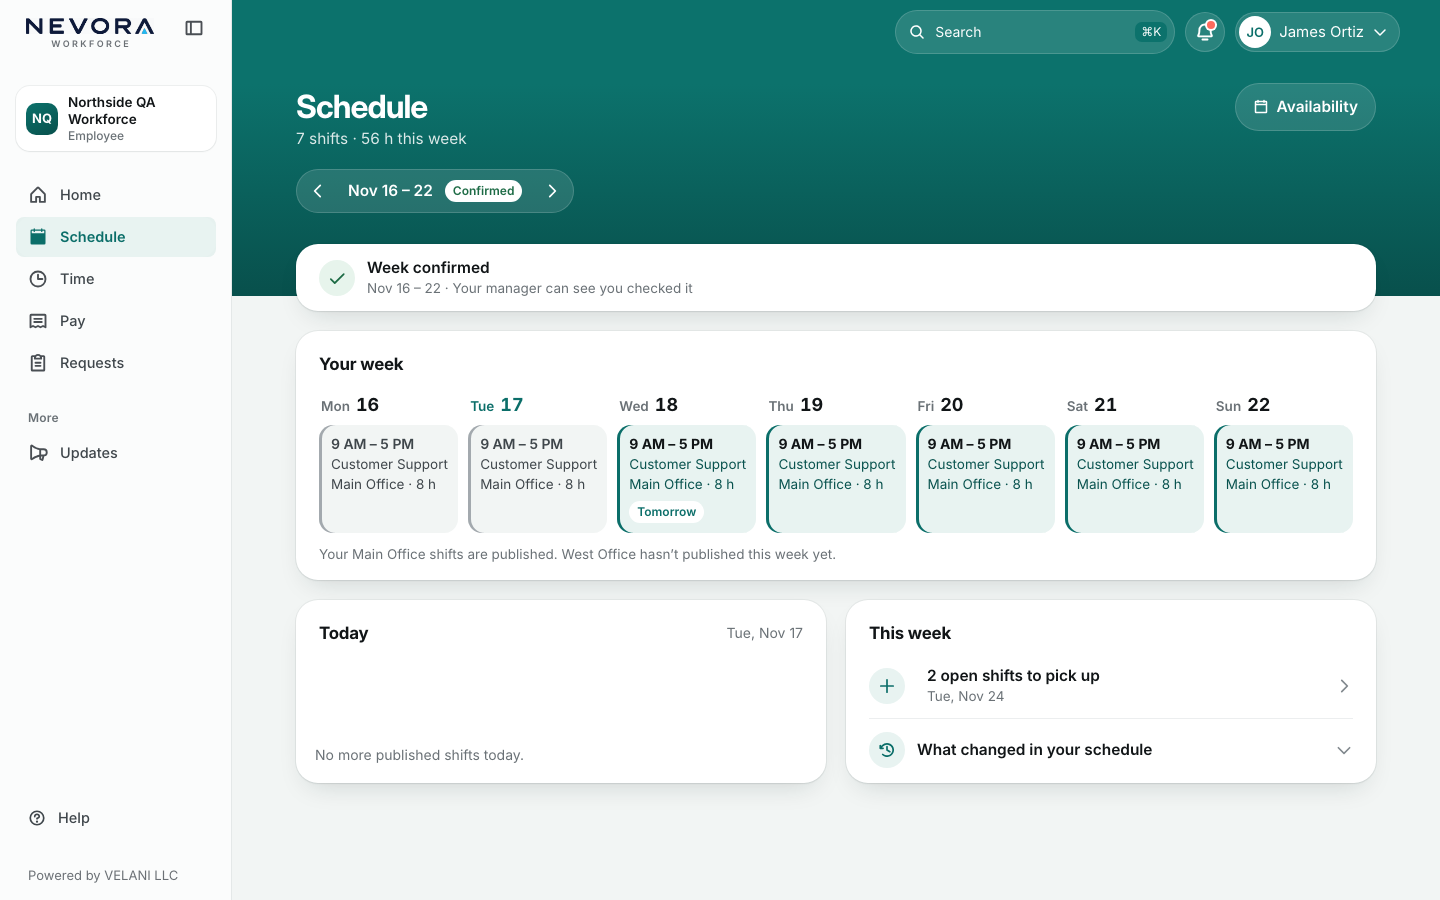 NEVORA
WORKFORCE
Search
⌘K
JO
James Ortiz
NQ
Northside QA
Workforce
Employee
Home
Schedule
Time
Pay
Requests
More
Updates
Help
Powered by VELANI LLC
Schedule
7 shifts · 56 h this week
Availability
Nov 16 – 22
Confirmed
Week confirmed
Nov 16 – 22 · Your manager can see you checked it
Your week
Mon 16
9 AM – 5 PM
Customer Support
Main Office · 8 h
Tue 17
9 AM – 5 PM
Customer Support
Main Office · 8 h
Wed 18
9 AM – 5 PM
Customer Support
Main Office · 8 h
Tomorrow
Thu 19
9 AM – 5 PM
Customer Support
Main Office · 8 h
Fri 20
9 AM – 5 PM
Customer Support
Main Office · 8 h
Sat 21
9 AM – 5 PM
Customer Support
Main Office · 8 h
Sun 22
9 AM – 5 PM
Customer Support
Main Office · 8 h
Your Main Office shifts are published. West Office hasn’t published this week yet.
Today
Tue, Nov 17
No more published shifts today.
This week
2 open shifts to pick up
Tue, Nov 24
What changed in your schedule